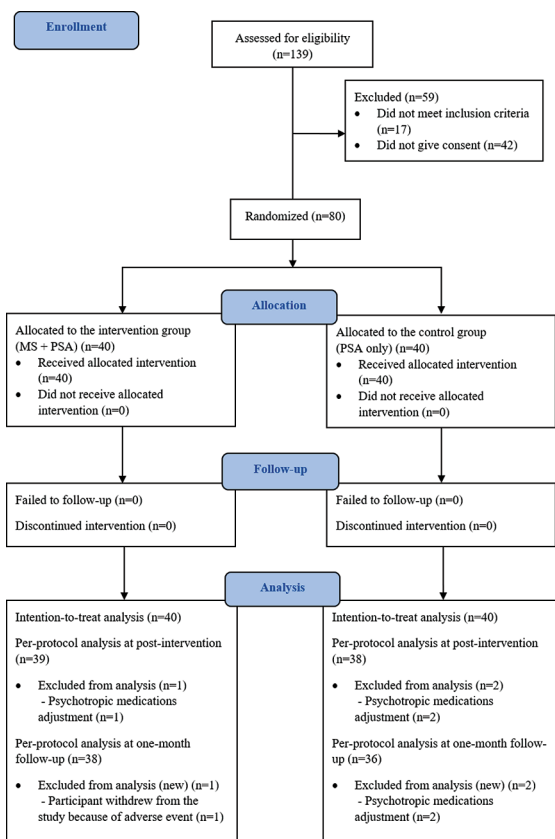 Enrollment
Assessed for eligibility
(n=139)
Excluded (n=59)
• Did not meet inclusion criteria
(n=17)
• Did not give consent (n=42)
Randomized (n=80)
Allocation
Allocated to the intervention group
(MS + PSA) (n=40)
• Received allocated intervention
(n=40)
• Did not receive allocated
intervention (n=0)
Allocated to the control group
(PSA only) (n=40)
• Received allocated intervention
(n=40)
• Did not receive allocated
intervention (n=0)
Follow-up
Failed to follow-up (n=0)
Discontinued intervention (n=0)
Failed to follow-up (n=0)
Discontinued intervention (n=0)
Analysis
Intention-to-treat analysis (n=40)
Per-protocol analysis at post-intervention
(n=39)
• Excluded from analysis (n=1)
- Psychotropic medications
adjustment (n=1)
Per-protocol analysis at one-month
follow-up (n=38)
• Excluded from analysis (new) (n=1)
- Participant withdrew from the
study because of adverse event (n=1)
Intention-to-treat analysis (n=40)
Per-protocol analysis at post-intervention
(n=38)
• Excluded from analysis (n=2)
- Psychotropic medications
adjustment (n=2)
Per-protocol analysis at one-month follow-
up (n=36)
• Excluded from analysis (new) (n=2)
- Psychotropic medications
adjustment (n=2)